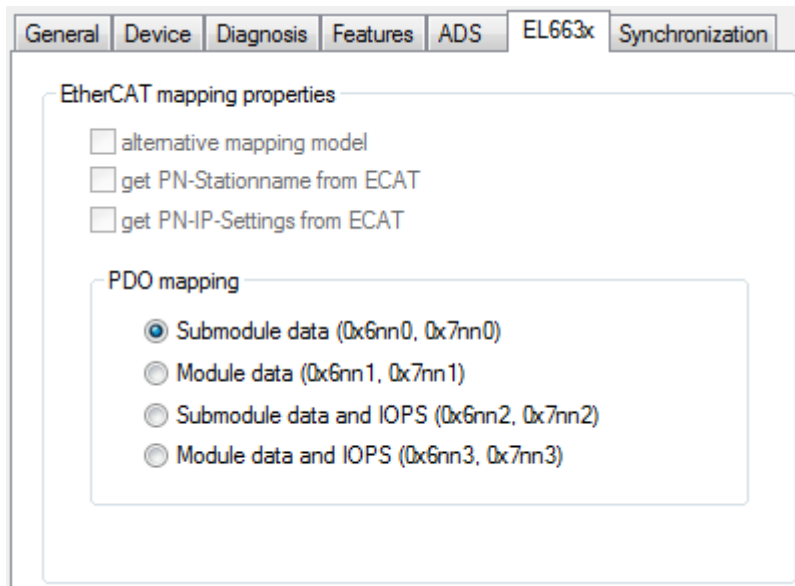 General Device Diagnosis Features ADS EL663x Synchronization
EtherCAT mapping properties
alternative mapping model
get PN-Stationname from ECAT
get PN-IP-Settings from ECAT
PDO mapping
Submodule data (0x6nn0, 0x7nn0)
Module data (0x6nn1, 0x7nn1)
Submodule data and IOPS (0x6nn2, 0x7nn2)
Module data and IOPS (0x6nn3, 0x7nn3)